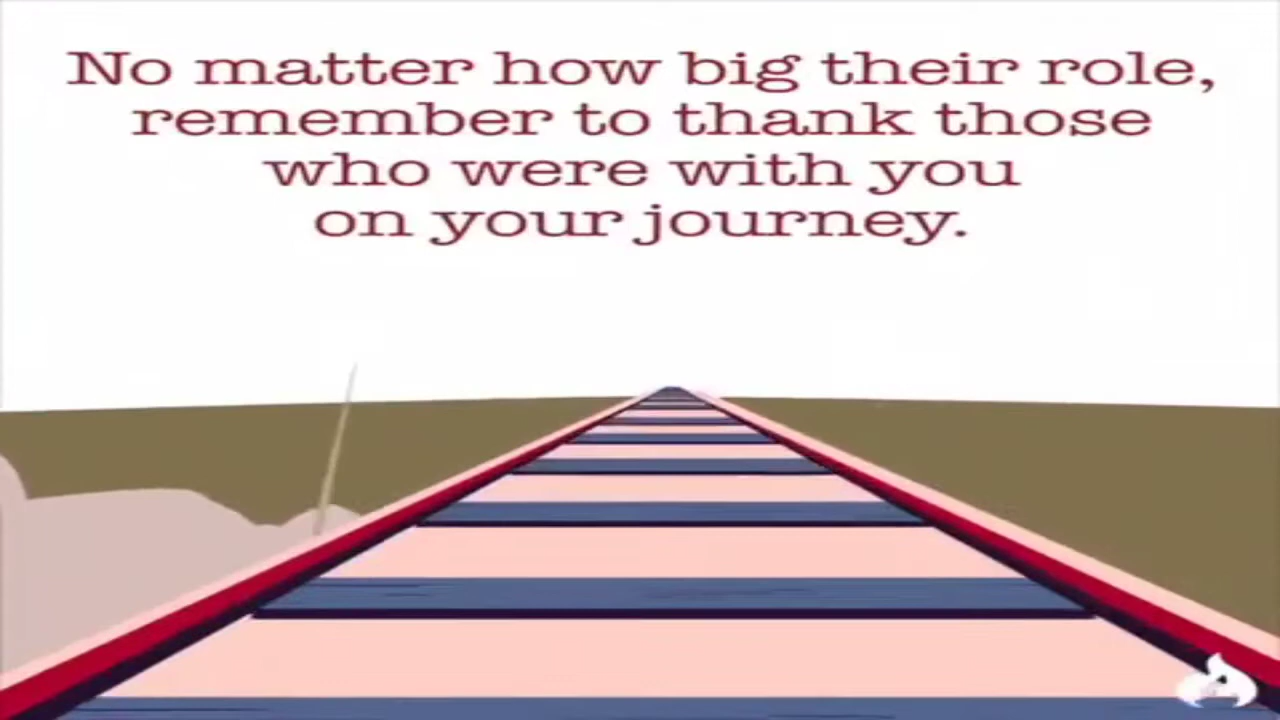 No matter how big their role,
remember to thank those
who were with you
on your journey.